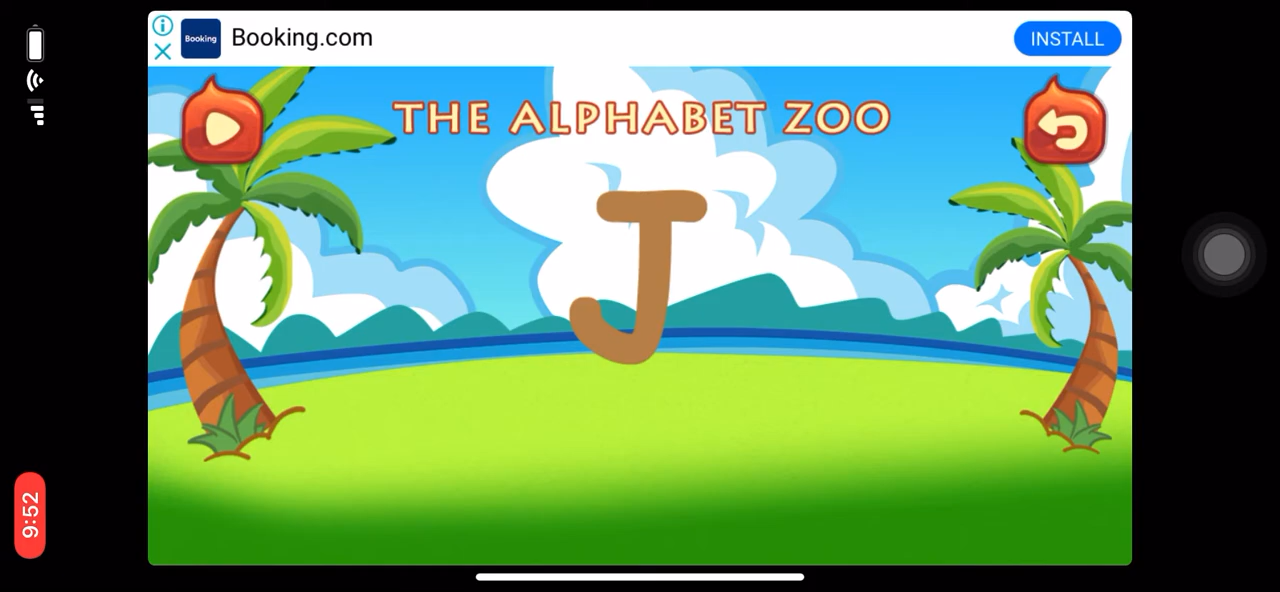 Booking
Booking.com
INSTALL
THE ALPHABET ZOO
J
9:52